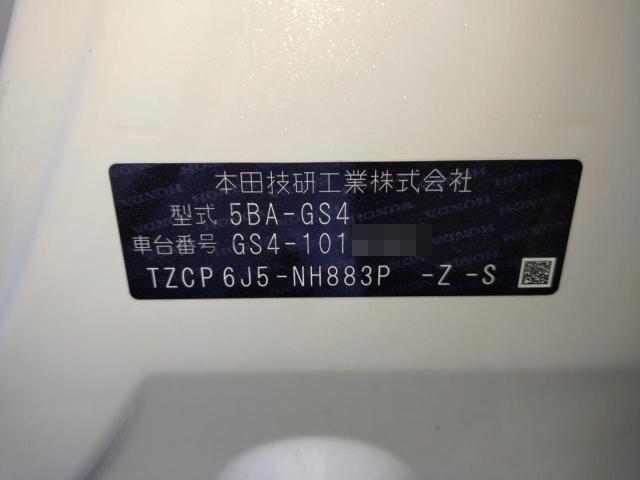 本田技研工業株式会社
型式 5BA-GS4
車台番号 GS4-101
TZCP6J5-NH883P -Z-S